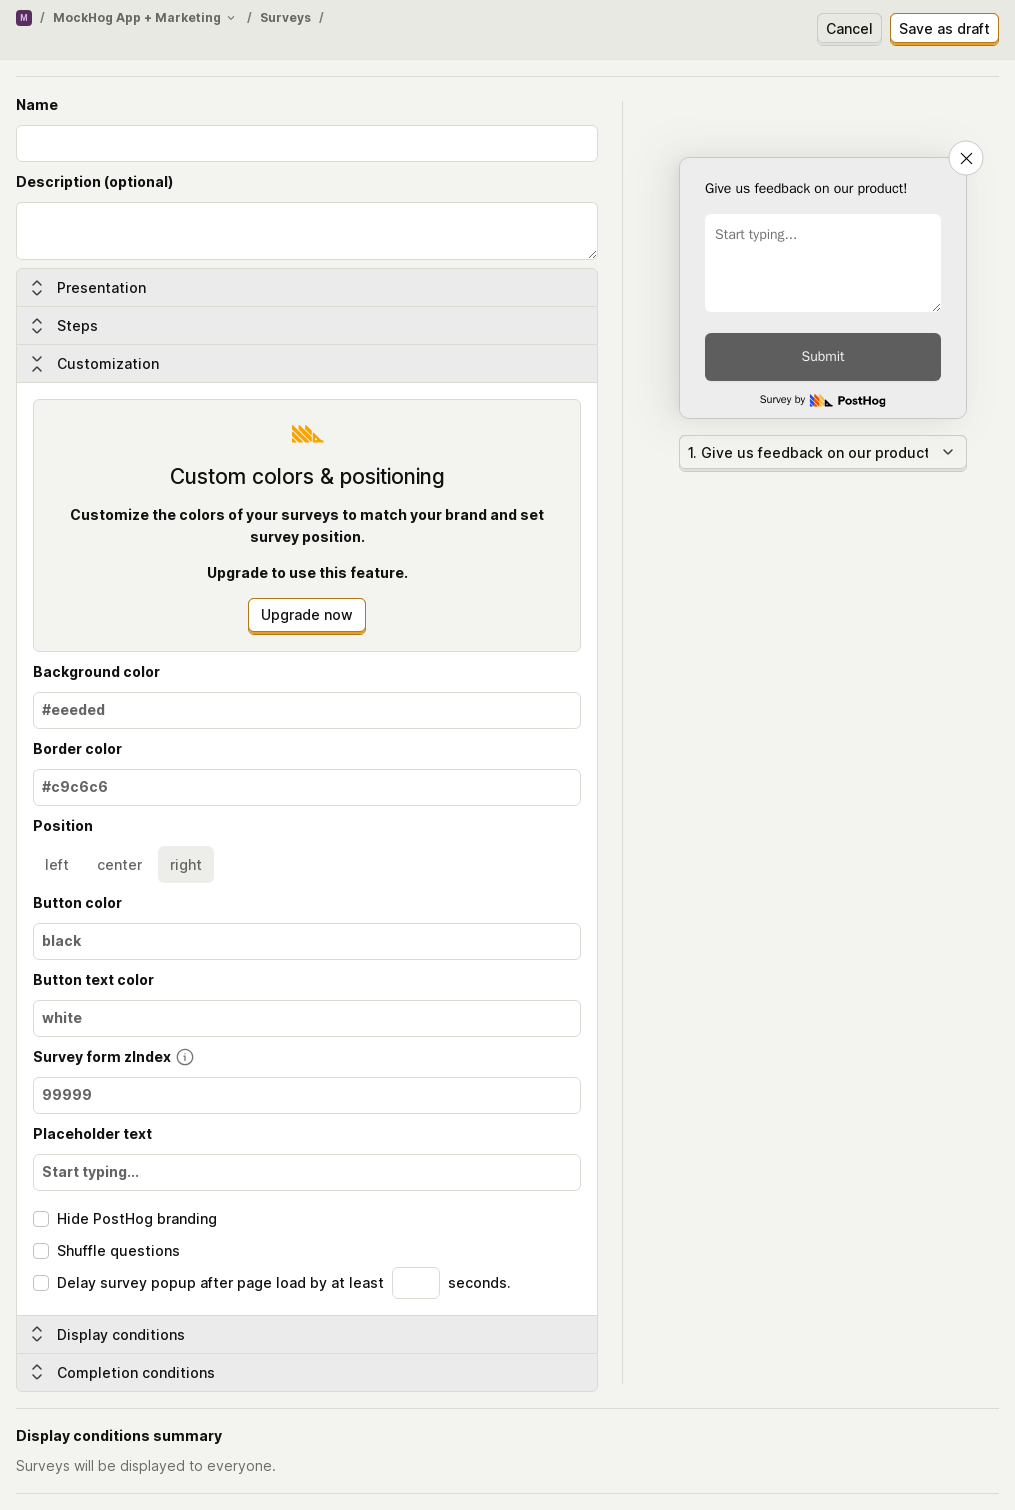 M / MockHog App + Marketing / Surveys /
Cancel
Save as draft
Name
Description (optional)
Presentation
Steps
Customization
Custom colors & positioning
Customize the colors of your surveys to match your brand and set
survey position.
Upgrade to use this feature.
Upgrade now
Background color
#eeeded
Border color
#c9c6c6
Position
left center right
Button color
black
Button text color
white
Survey form zIndex
99999
Placeholder text
Start typing...
Hide PostHog branding
Shuffle questions
Delay survey popup after page load by at least seconds.
Display conditions
Completion conditions
Give us feedback on our product!
Start typing...
Submit
Survey by PostHog
1. Give us feedback on our product
Display conditions summary
Surveys will be displayed to everyone.